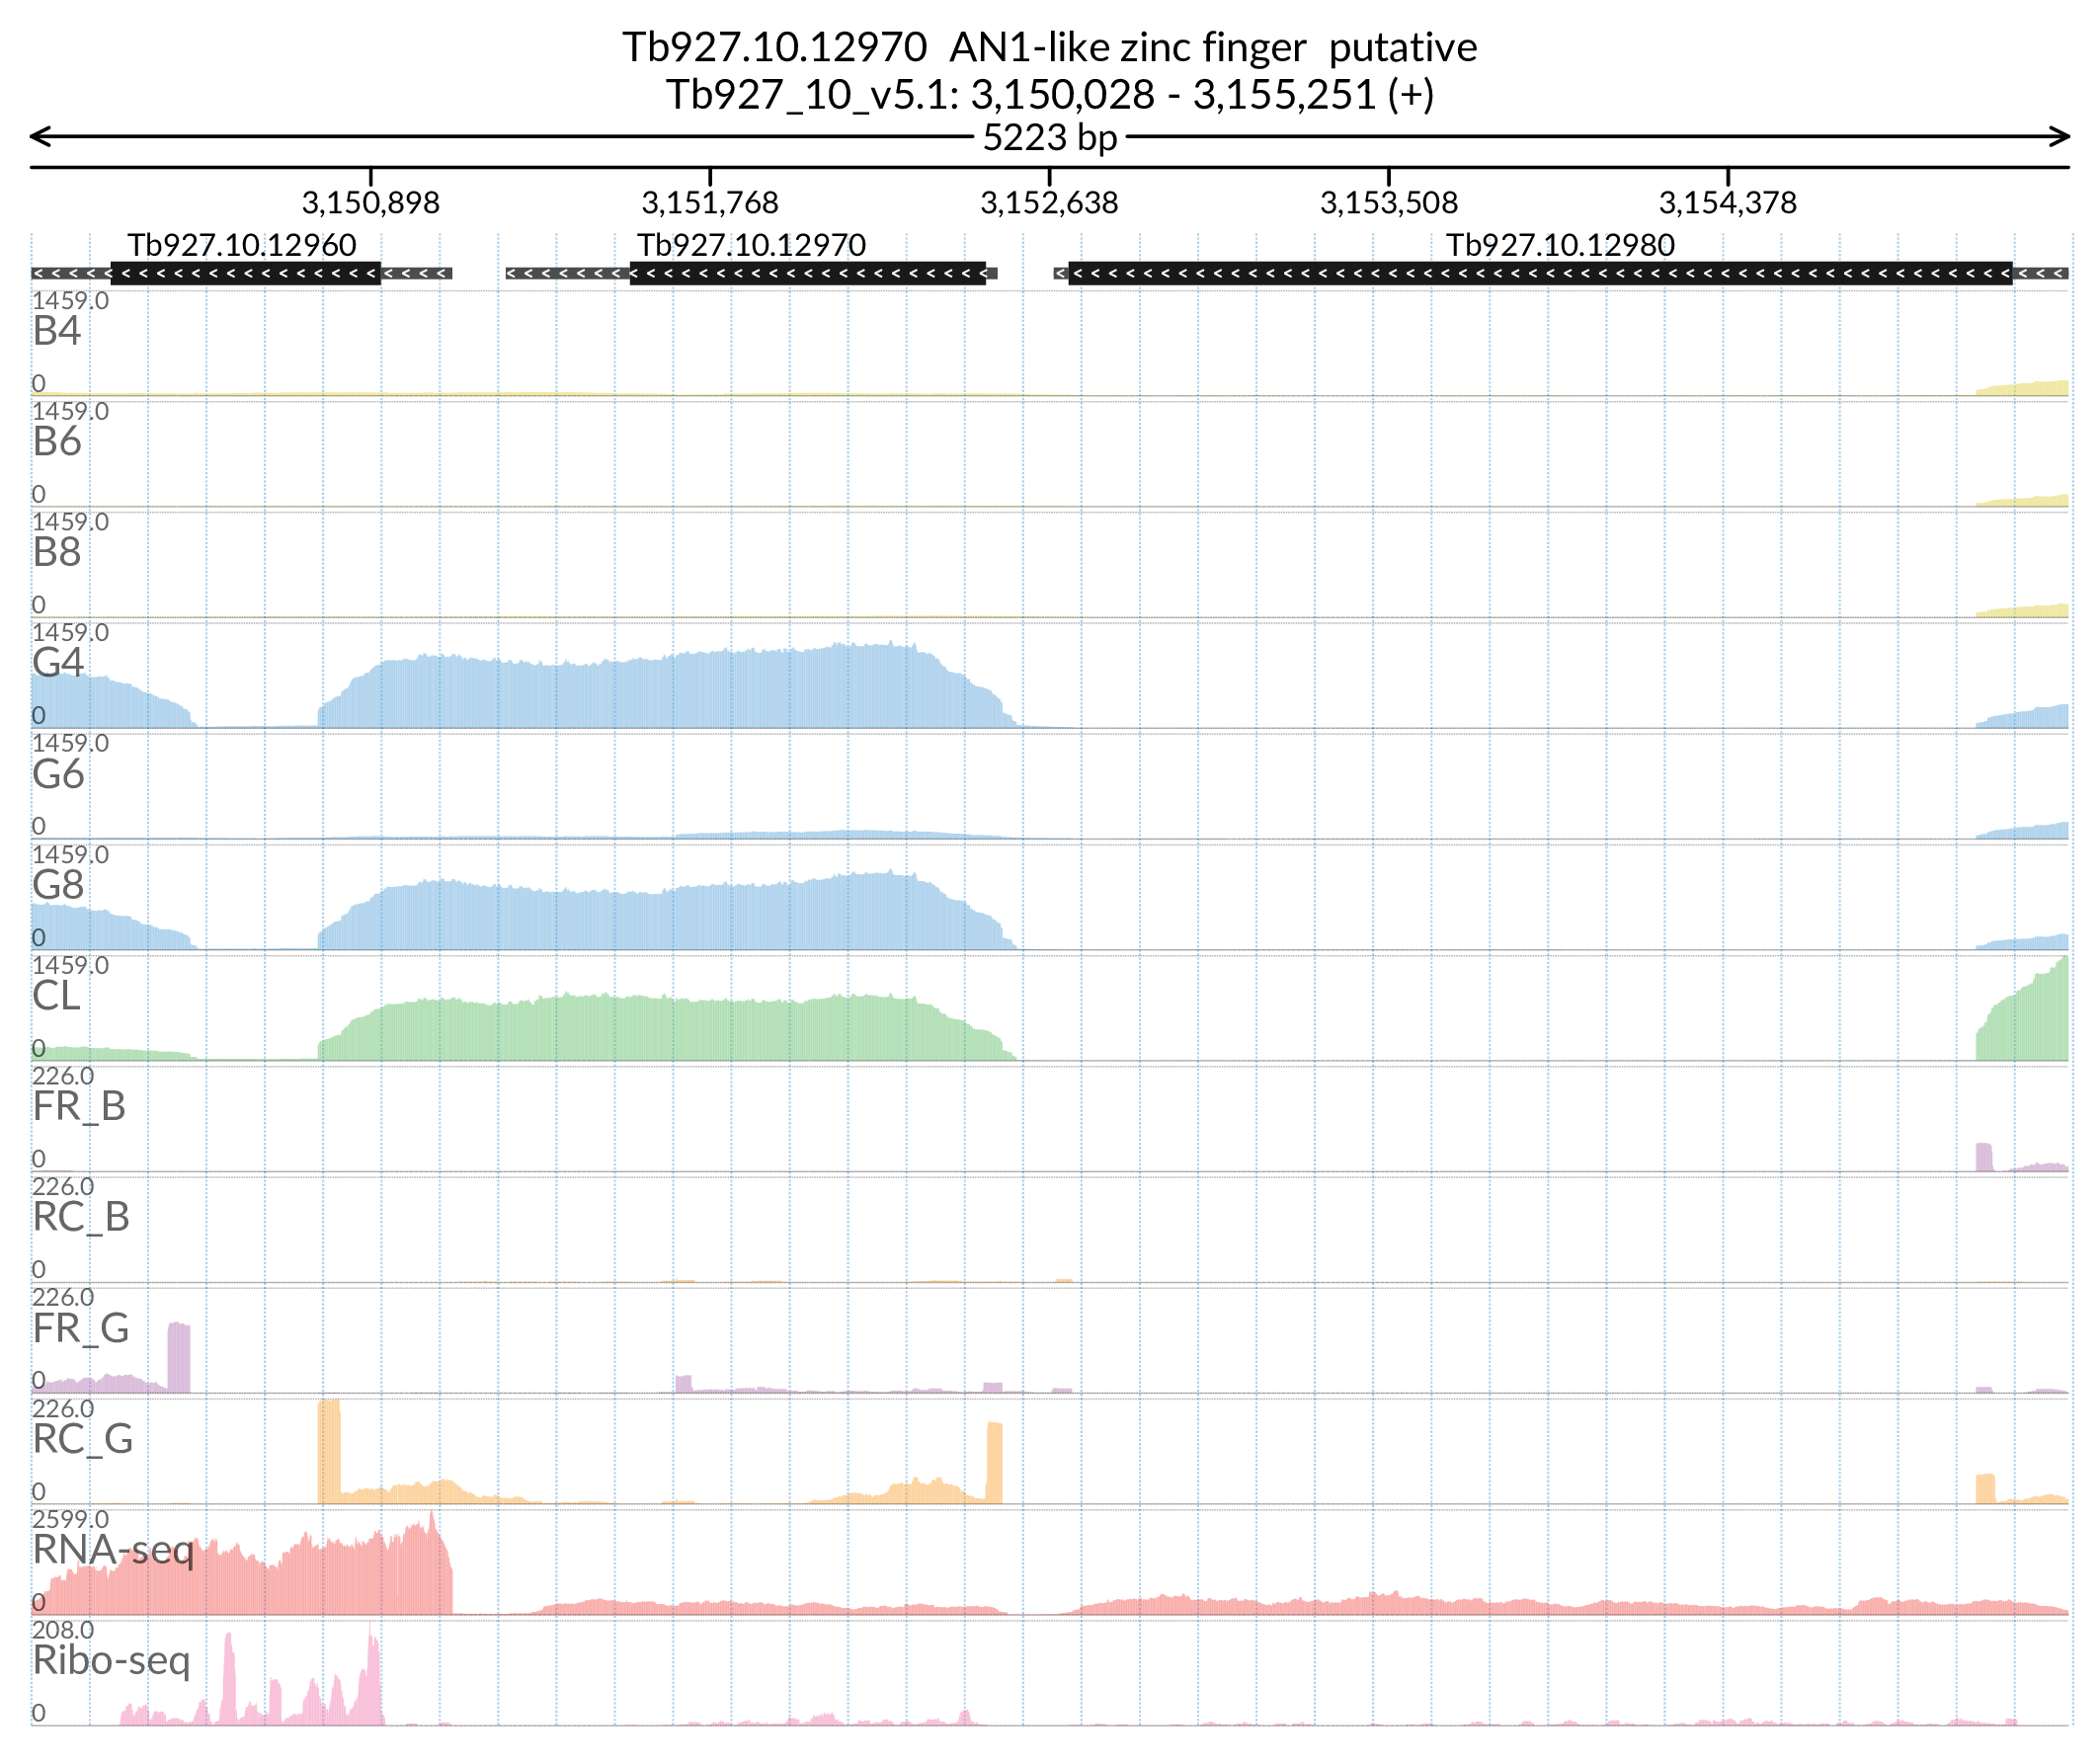 Tb927.10.12970  AN1-like zinc finger  putative
Tb927_10_v5.1: 3,150,028 - 3,155,251 (+)
5223 bp
3,150,898 3,151,768 3,152,638 3,153,508 3,154,378
Tb927.10.12960 Tb927.10.12970 Tb927.10.12980
1459.0
B4
0
1459.0
B6
0
1459.0
B8
0
1459.0
G4
0
1459.0
G6
0
1459.0
G8
0
1459.0
CL
0
226.0
FR_B
0
226.0
RC_B
0
226.0
FR_G
0
226.0
RC_G
0
2599.0
RNA-seq
0
208.0
Ribo-seq
0